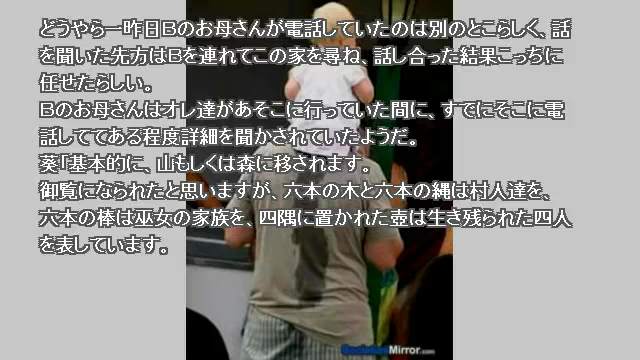 どうやら一昨日Ｂのお母さんが電話していたのは別のとこらしく、話
を聞いた先方はＢを連れてこの家を尋ね、話し合った結果こっちに
任せたらしい。
Ｂのお母さんはオレ達があそこに行っていた間に、すでにそこに電
話しててある程度詳細を聞かされていたようだ。
葵｢基本的に、山もしくは森に移されます。
御覧になられたと思いますが、六本の木と六本の縄は村人達を、
六本の棒は巫女の家族を、四隅に置かれた壺は生き残られた四人
を表しています。
SocietasMirror.com